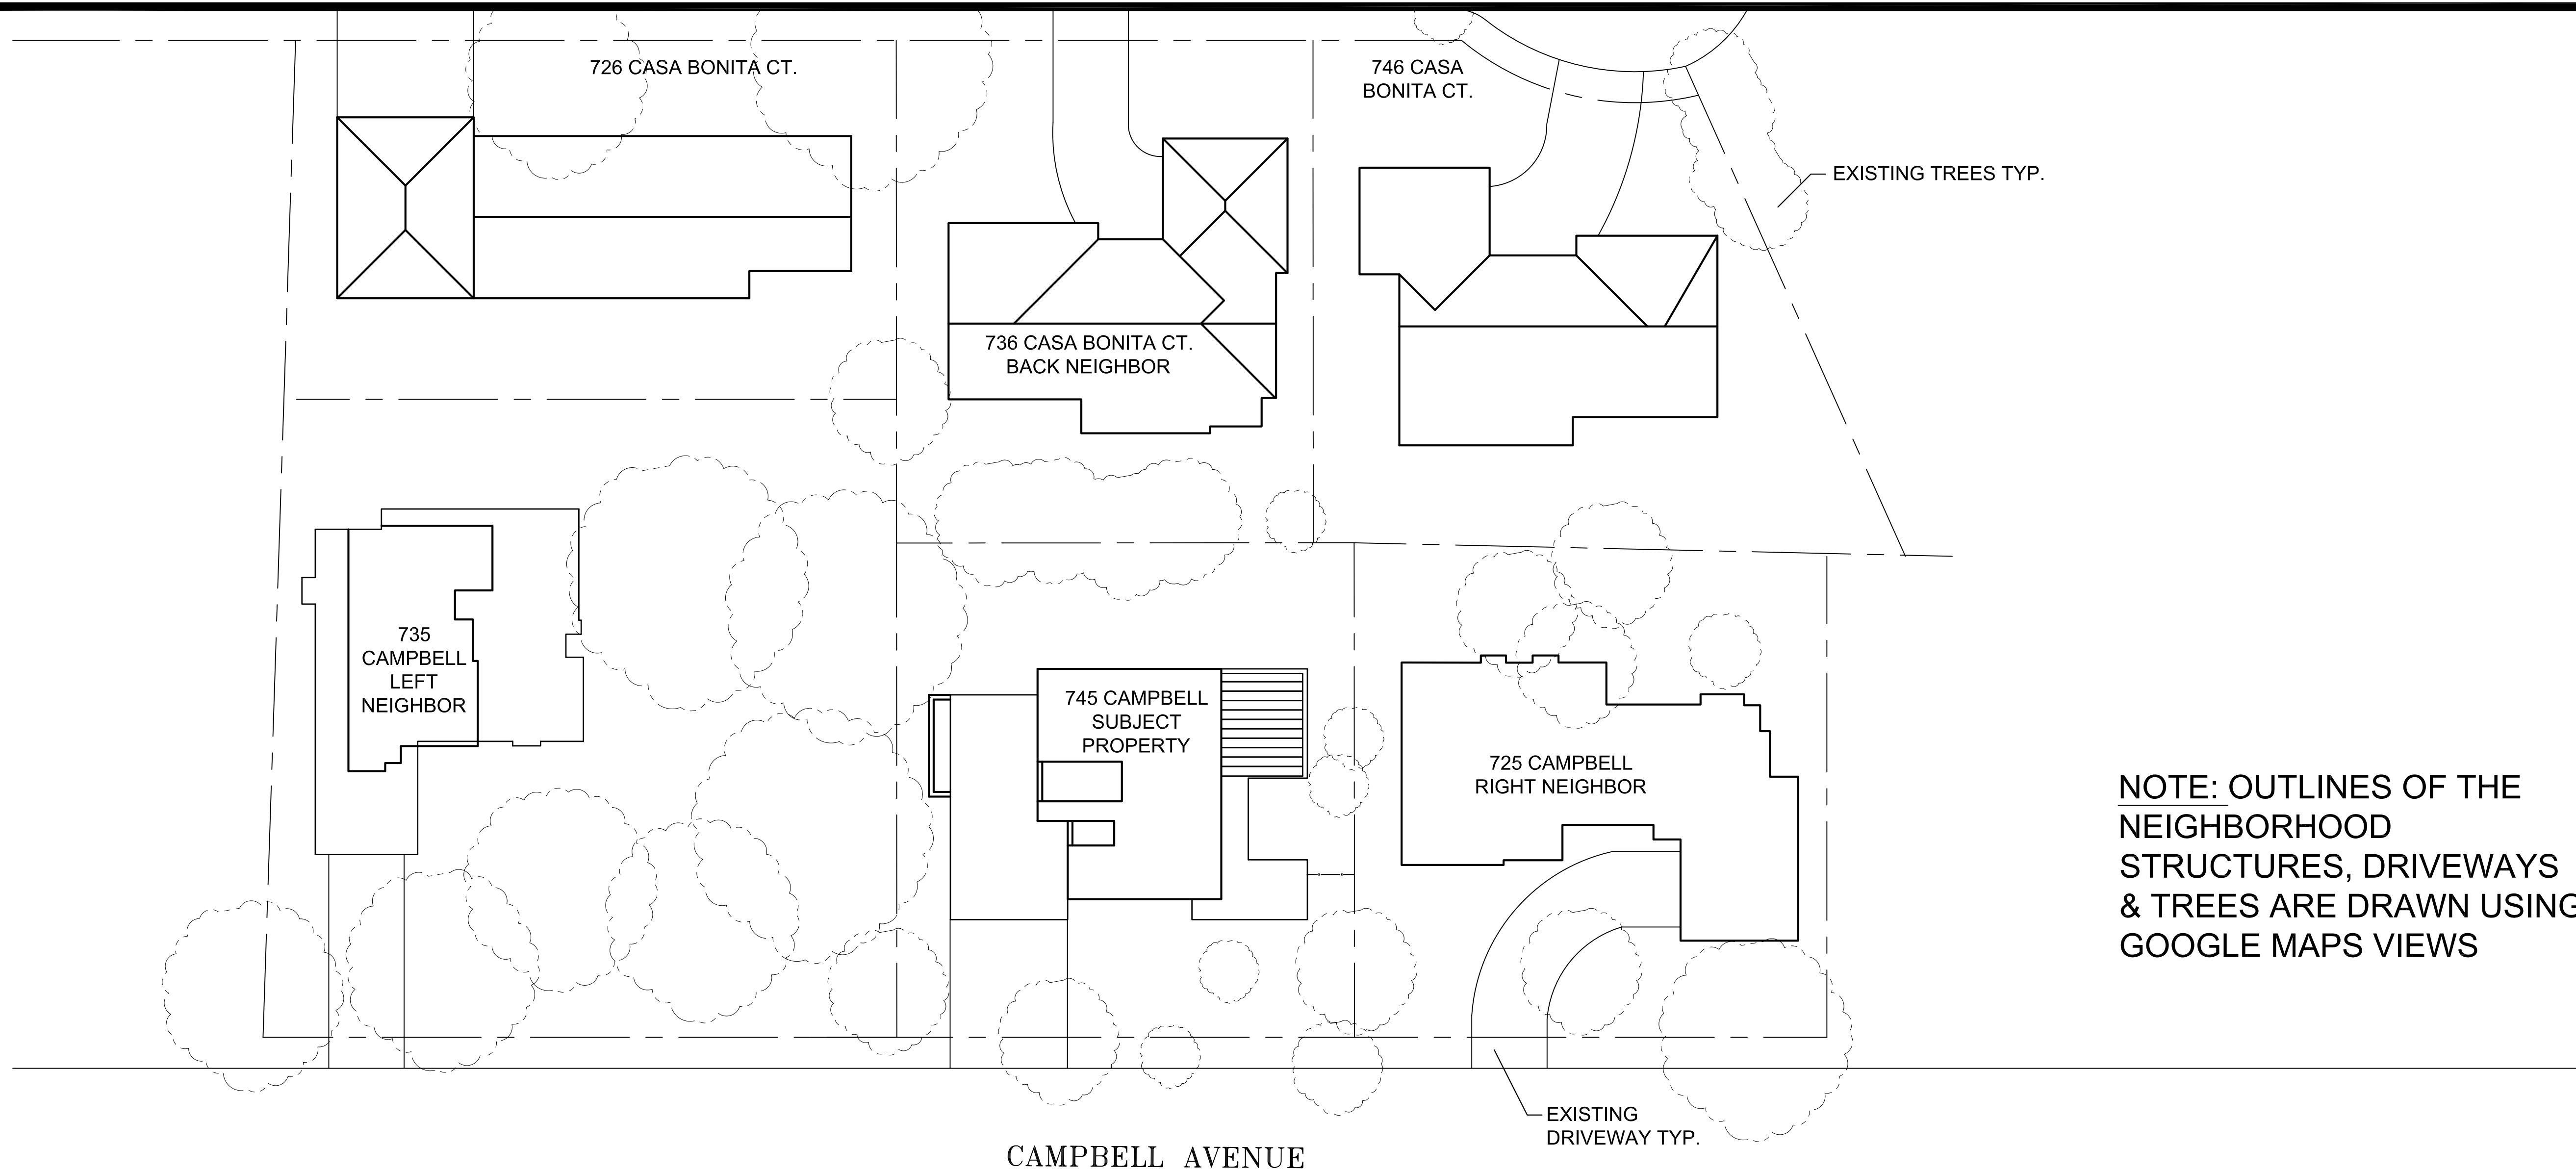 726 CASA BONITA CT.
746 CASA
BONITA CT.
EXISTING TREES TYP.
736 CASA BONITA CT.
BACK NEIGHBOR
735
CAMPBELL
LEFT
NEIGHBOR
745 CAMPBELL
SUBJECT
PROPERTY
725 CAMPBELL
RIGHT NEIGHBOR
NOTE: OUTLINES OF THE
NEIGHBORHOOD
STRUCTURES, DRIVEWAYS
& TREES ARE DRAWN USING
GOOGLE MAPS VIEWS
EXISTING
DRIVEWAY TYP.
CAMPBELL AVENUE